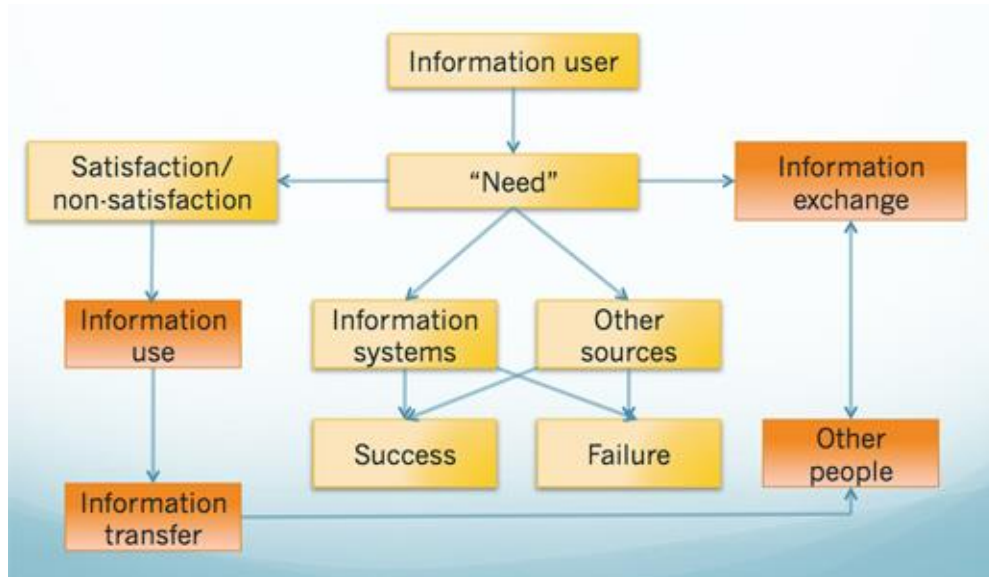 Information user
Satisfaction/
non-satisfaction
“Need”
Information
exchange
Information
use
Information
systems
Other
sources
Success
Failure
Other
people
Information
transfer